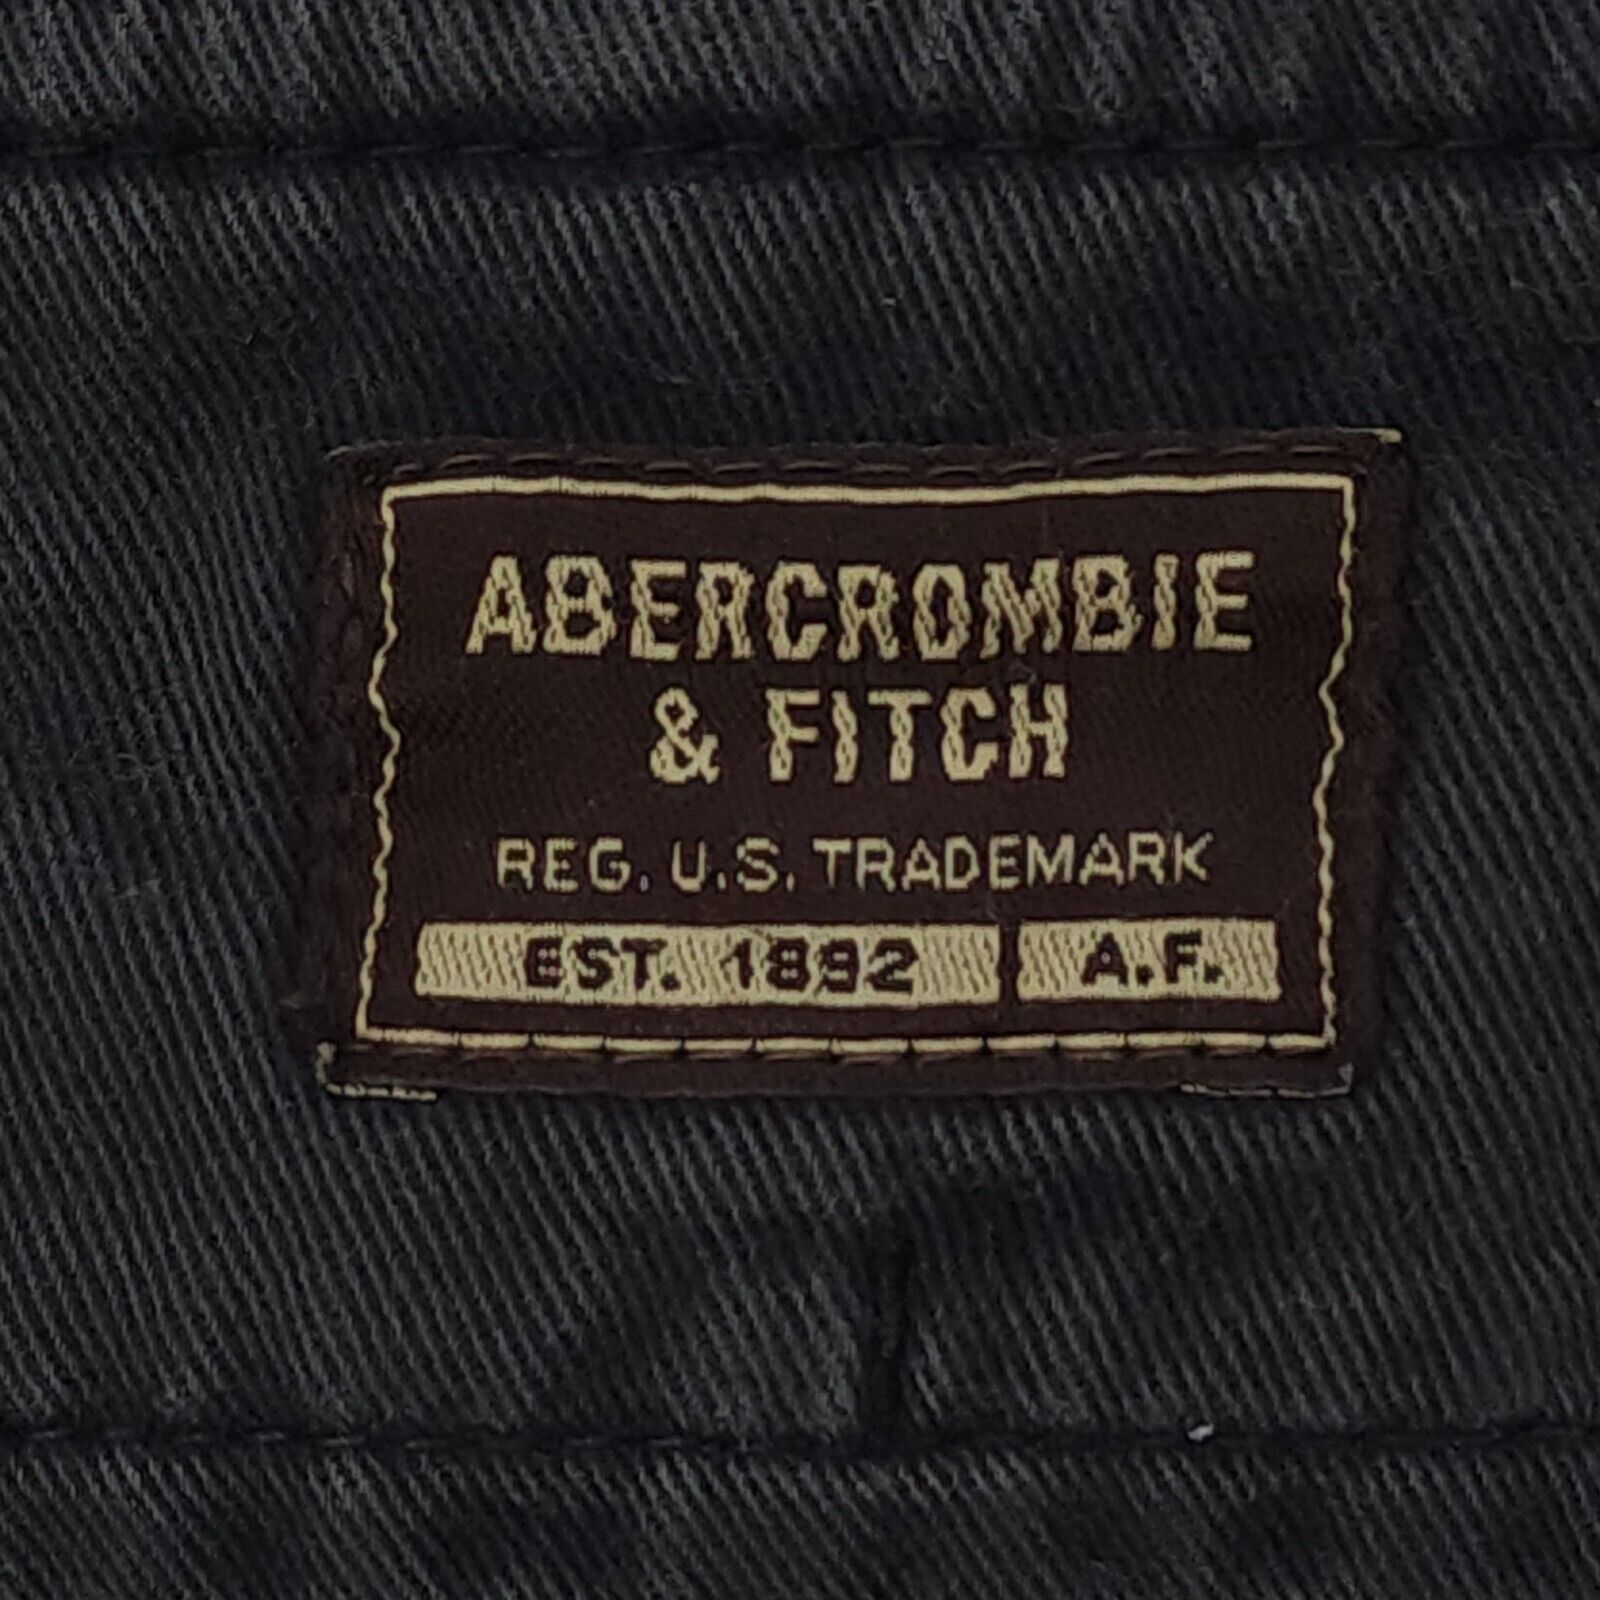 ABERCROMBIE
& FITCH
REG. U.S. TRADEMARK
EST. 1892 A.F.